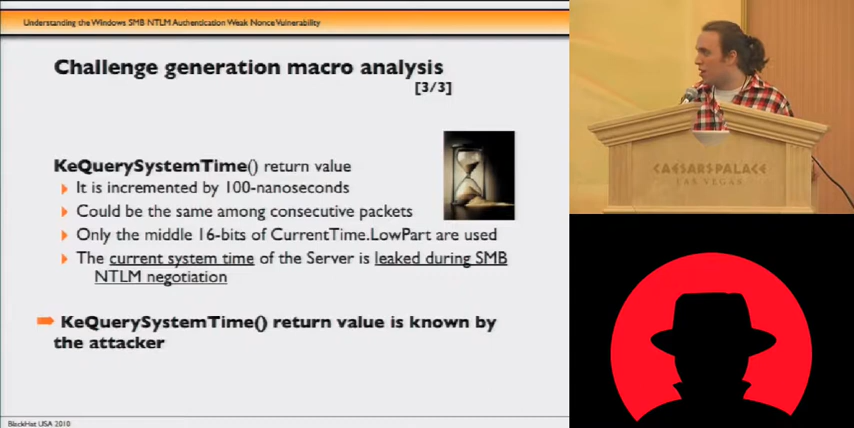 Understanding the Windows SMB NTLM Authentication Weak Nonce Vulnerability
Challenge generation macro analysis
[3/3]
KeQuerySystemTime() return value
It is incremented by 100-nanoseconds
Could be the same among consecutive packets
Only the middle 16-bits of CurrentTime.LowPart are used
The current system time of the Server is leaked during SMB
NTLM negotiation
KeQuerySystemTime() return value is known by
the attacker
BlackHat USA 2010
CAESARS PALACE
LAS VEGAS